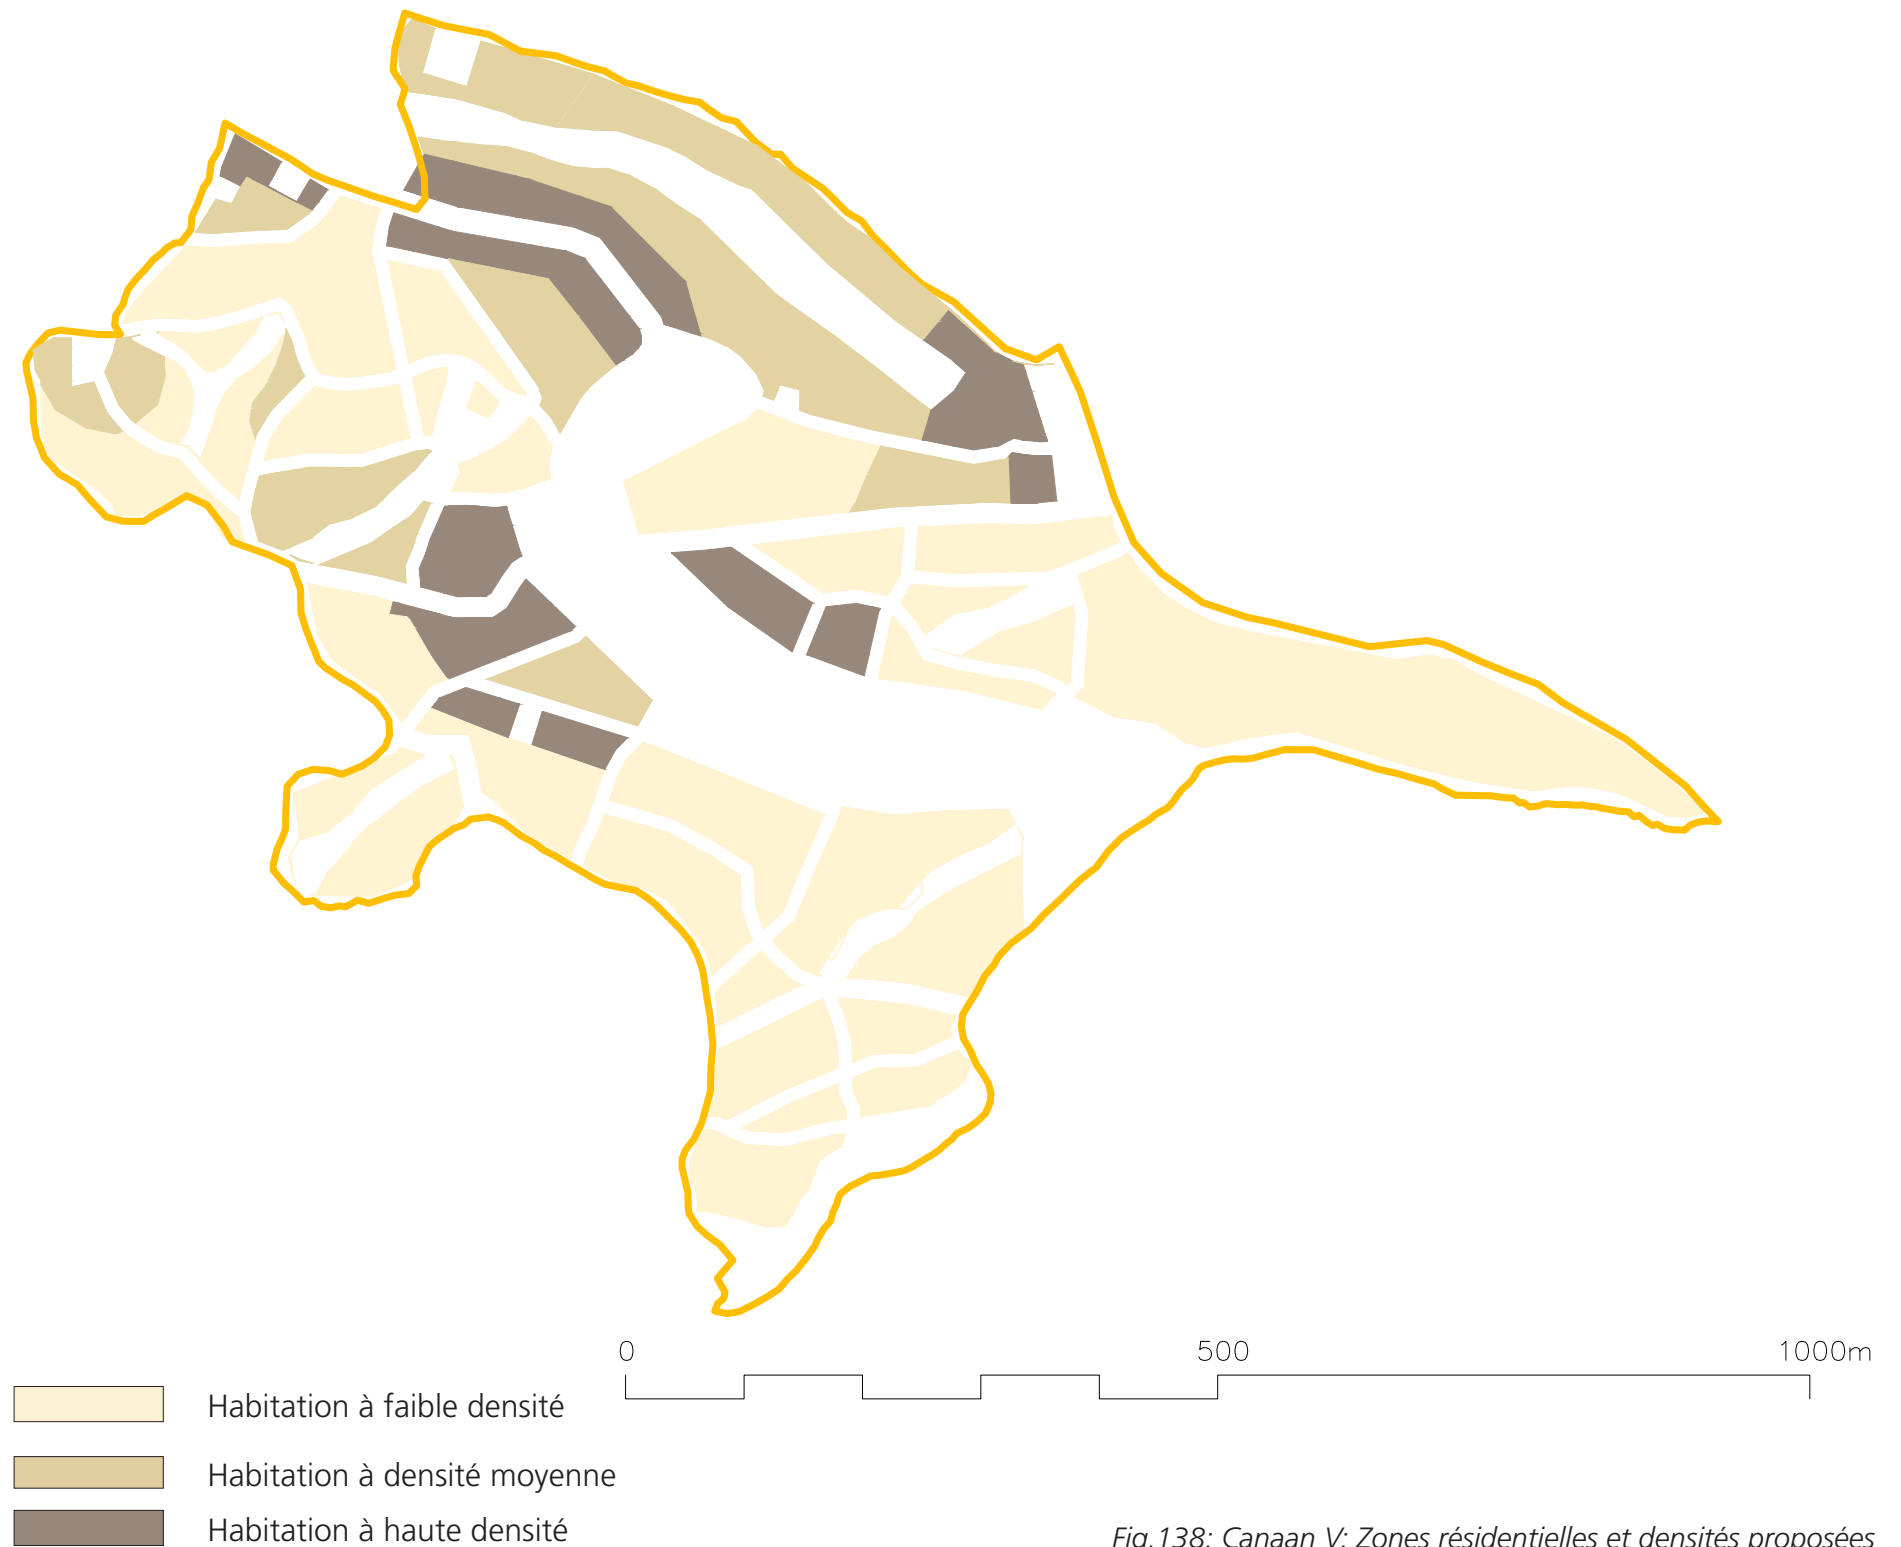 0 500 1000m
Habitation à faible densité
Habitation à densité moyenne
Habitation à haute densité
Fig.138: Canaan V: Zones résidentielles et densités proposées